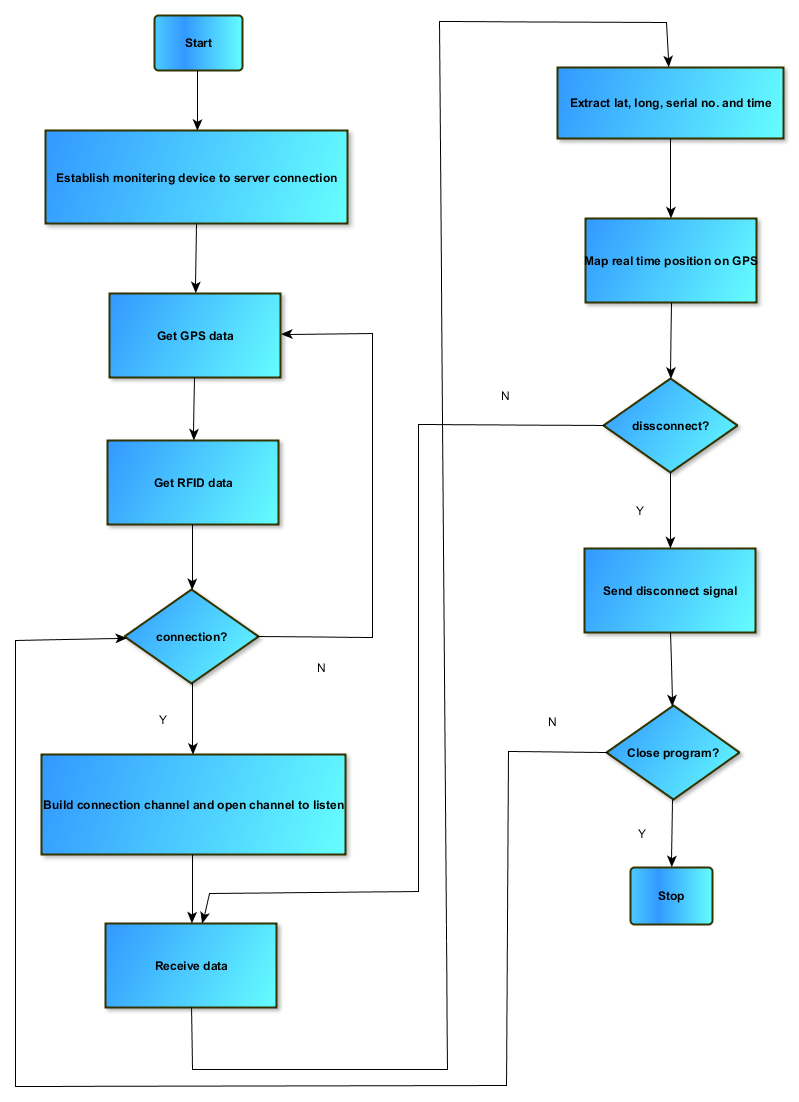 Start
Establish monitering device to server connection
Get GPS data
Get RFID data
connection?
N
Y
Build connection channel and open channel to listen
Receive data
Extract lat, long, serial no. and time
Map real time position on GPS
N
dissconnect?
Y
Send disconnect signal
N
Close program?
Y
Stop